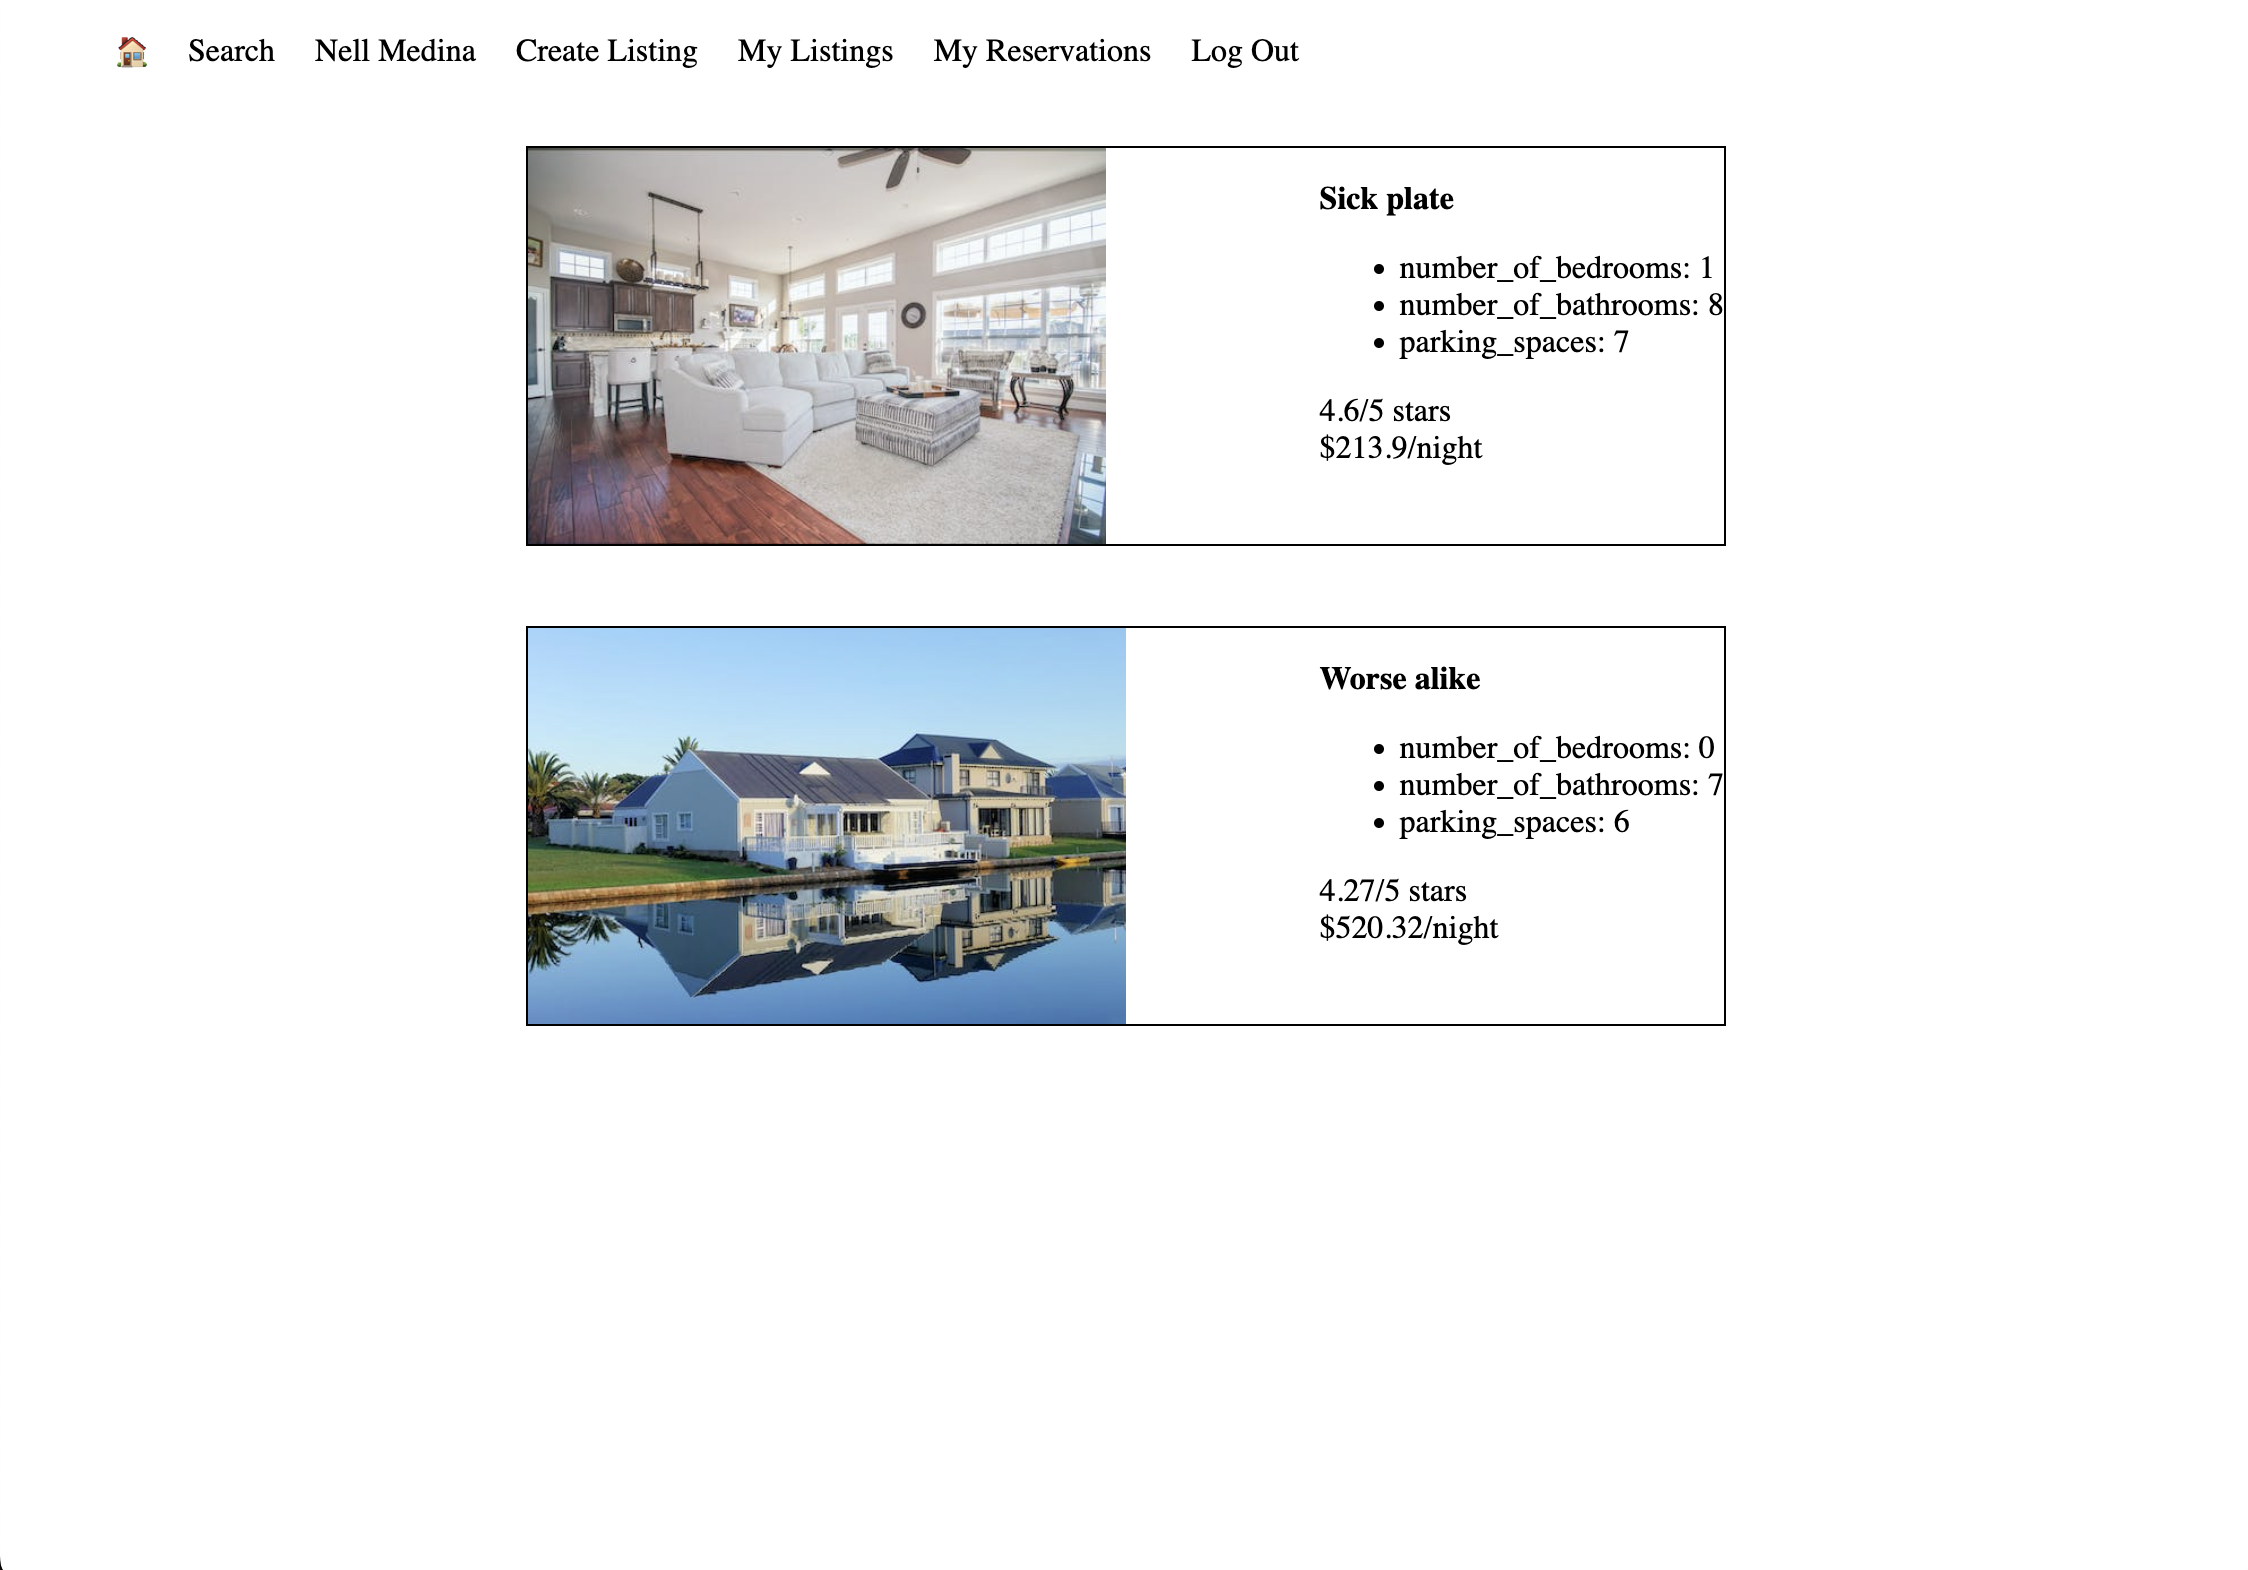 Search Nell Medina Create Listing My Listings My Reservations Log Out
Sick plate
number_of_bedrooms: 1
number_of_bathrooms: 8
parking_spaces: 7
4.6/5 stars
$213.9/night
Worse alike
number_of_bedrooms: 0
number_of_bathrooms: 7
parking_spaces: 6
4.27/5 stars
$520.32/night